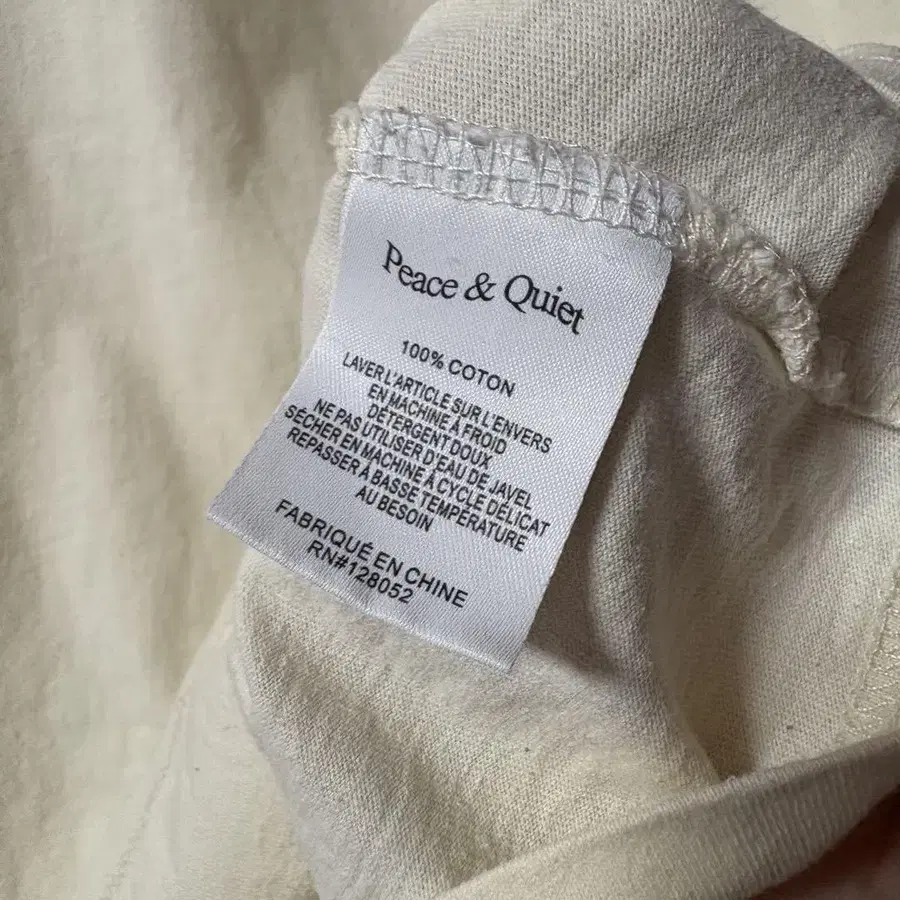 Peace & Quiet
100% COTON
LAVER L'ARTICLE SUR L'ENVERS
EN MACHINE À FROID
DÉTERGENT DOUX
NE PAS UTILISER D'EAU DE JAVEL
SÉCHER EN MACHINE À CYCLE DÉLICAT
REPASSER À BASSE TEMPÉRATURE
AU BESOIN
FABRIQUÉ EN CHINE
RN#128052